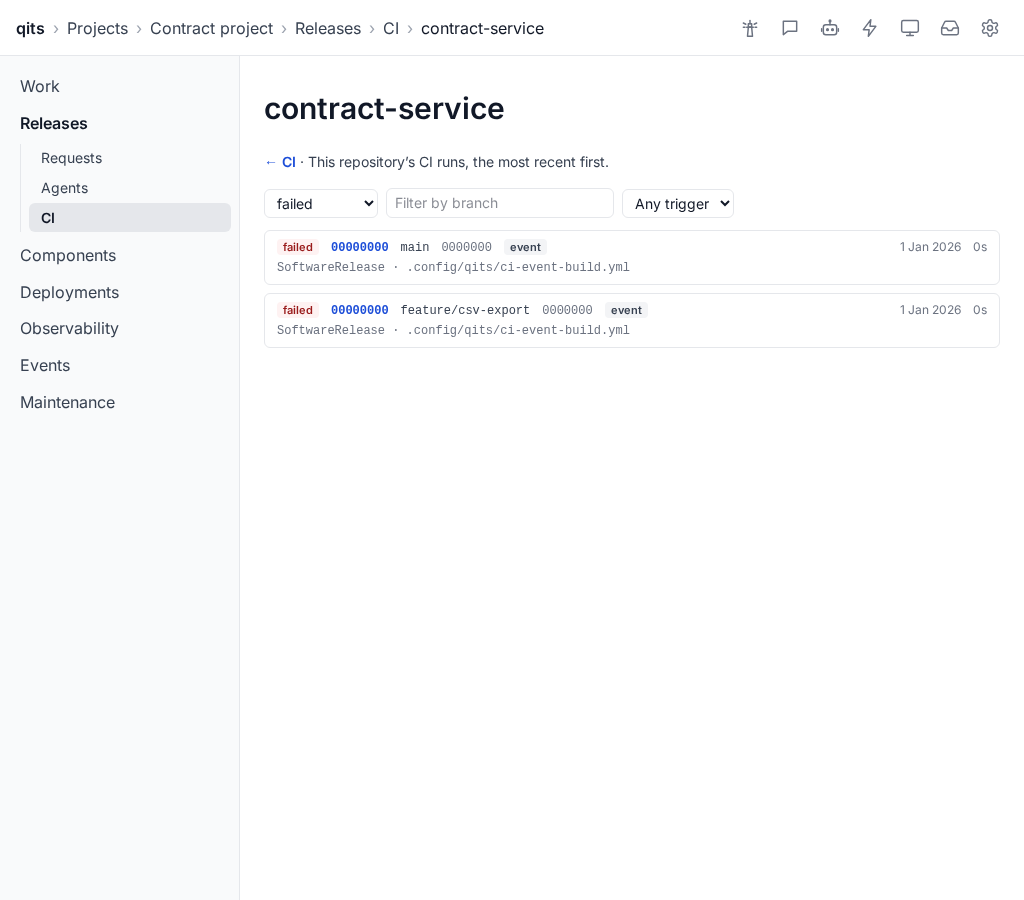 qits › Projects › Contract project › Releases › CI › contract-service
Work
Releases
Requests
Agents
CI
Components
Deployments
Observability
Events
Maintenance
contract-service
← CI · This repository’s CI runs, the most recent first.
failed Filter by branch Any trigger
failed 00000000 main 0000000 event 1 Jan 2026 0s
SoftwareRelease · .config/qits/ci-event-build.yml
failed 00000000 feature/csv-export 0000000 event 1 Jan 2026 0s
SoftwareRelease · .config/qits/ci-event-build.yml